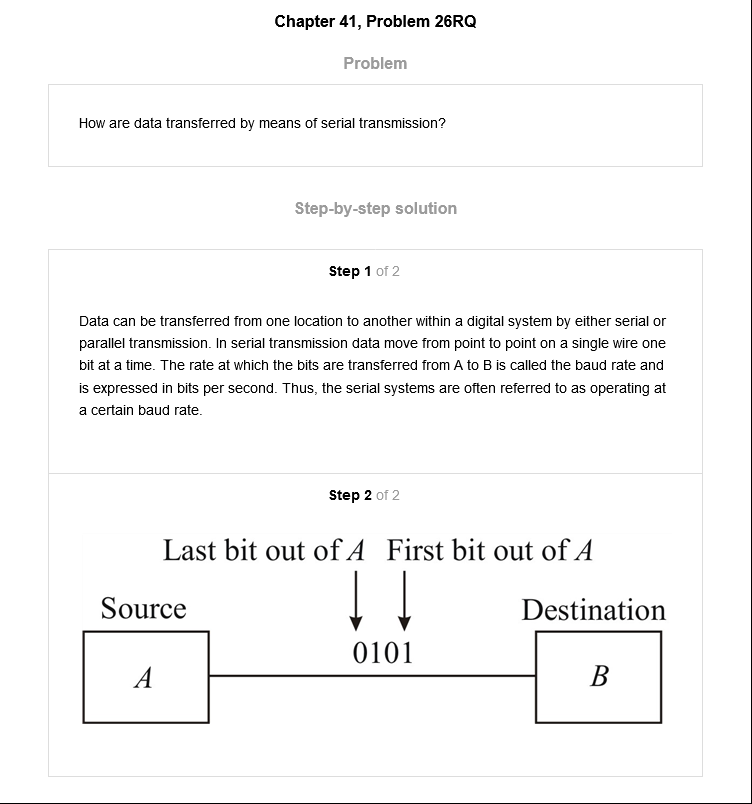 Chapter 41, Problem 26RQ
Problem
How are data transferred by means of serial transmission?
Step-by-step solution
Step 1 of 2
Data can be transferred from one location to another within a digital system by either serial or
parallel transmission. In serial transmission data move from point to point on a single wire one
bit at a time. The rate at which the bits are transferred from A to B is called the baud rate and
is expressed in bits per second. Thus, the serial systems are often referred to as operating at
a certain baud rate.
Step 2 of 2
Last bit out of A First bit out of A
Source Destination
0101
A B